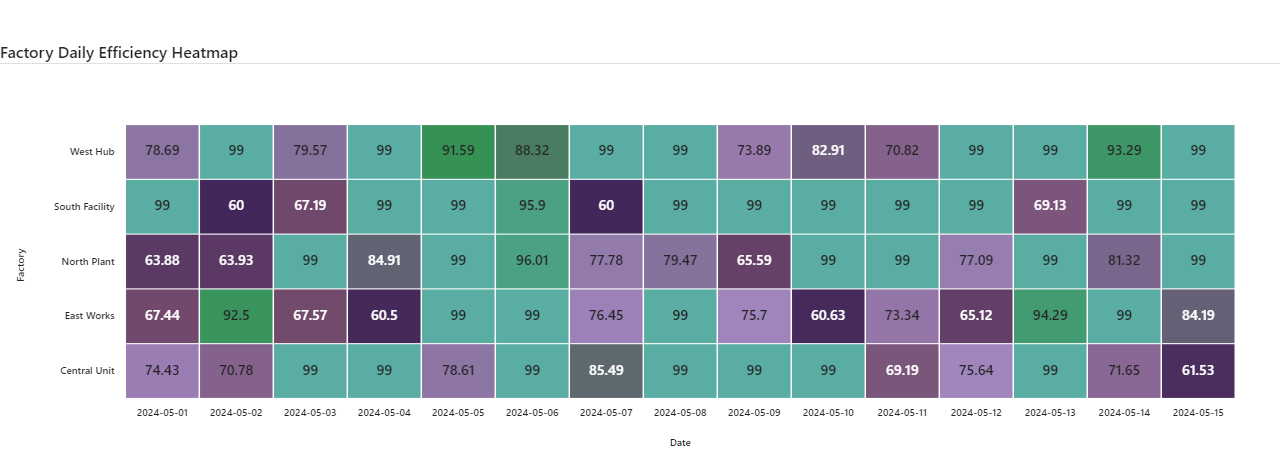 Factory Daily Efficiency Heatmap
West Hub 78.69 99 79.57 99 91.59 88.32 99 99 73.89 82.91 70.82 99 99 93.29 99
South Facility 99 60 67.19 99 99 95.9 60 99 99 99 99 99 69.13 99 99
North Plant 63.88 63.93 99 84.91 99 96.01 77.78 79.47 65.59 99 99 77.09 99 81.32 99
East Works 67.44 92.5 67.57 60.5 99 99 76.45 99 75.7 60.63 73.34 65.12 94.29 99 84.19
Central Unit 74.43 70.78 99 99 78.61 99 85.49 99 99 99 69.19 75.64 99 71.65 61.53
2024-05-01 2024-05-02 2024-05-03 2024-05-04 2024-05-05 2024-05-06 2024-05-07 2024-05-08 2024-05-09 2024-05-10 2024-05-11 2024-05-12 2024-05-13 2024-05-14 2024-05-15
Date
Factory